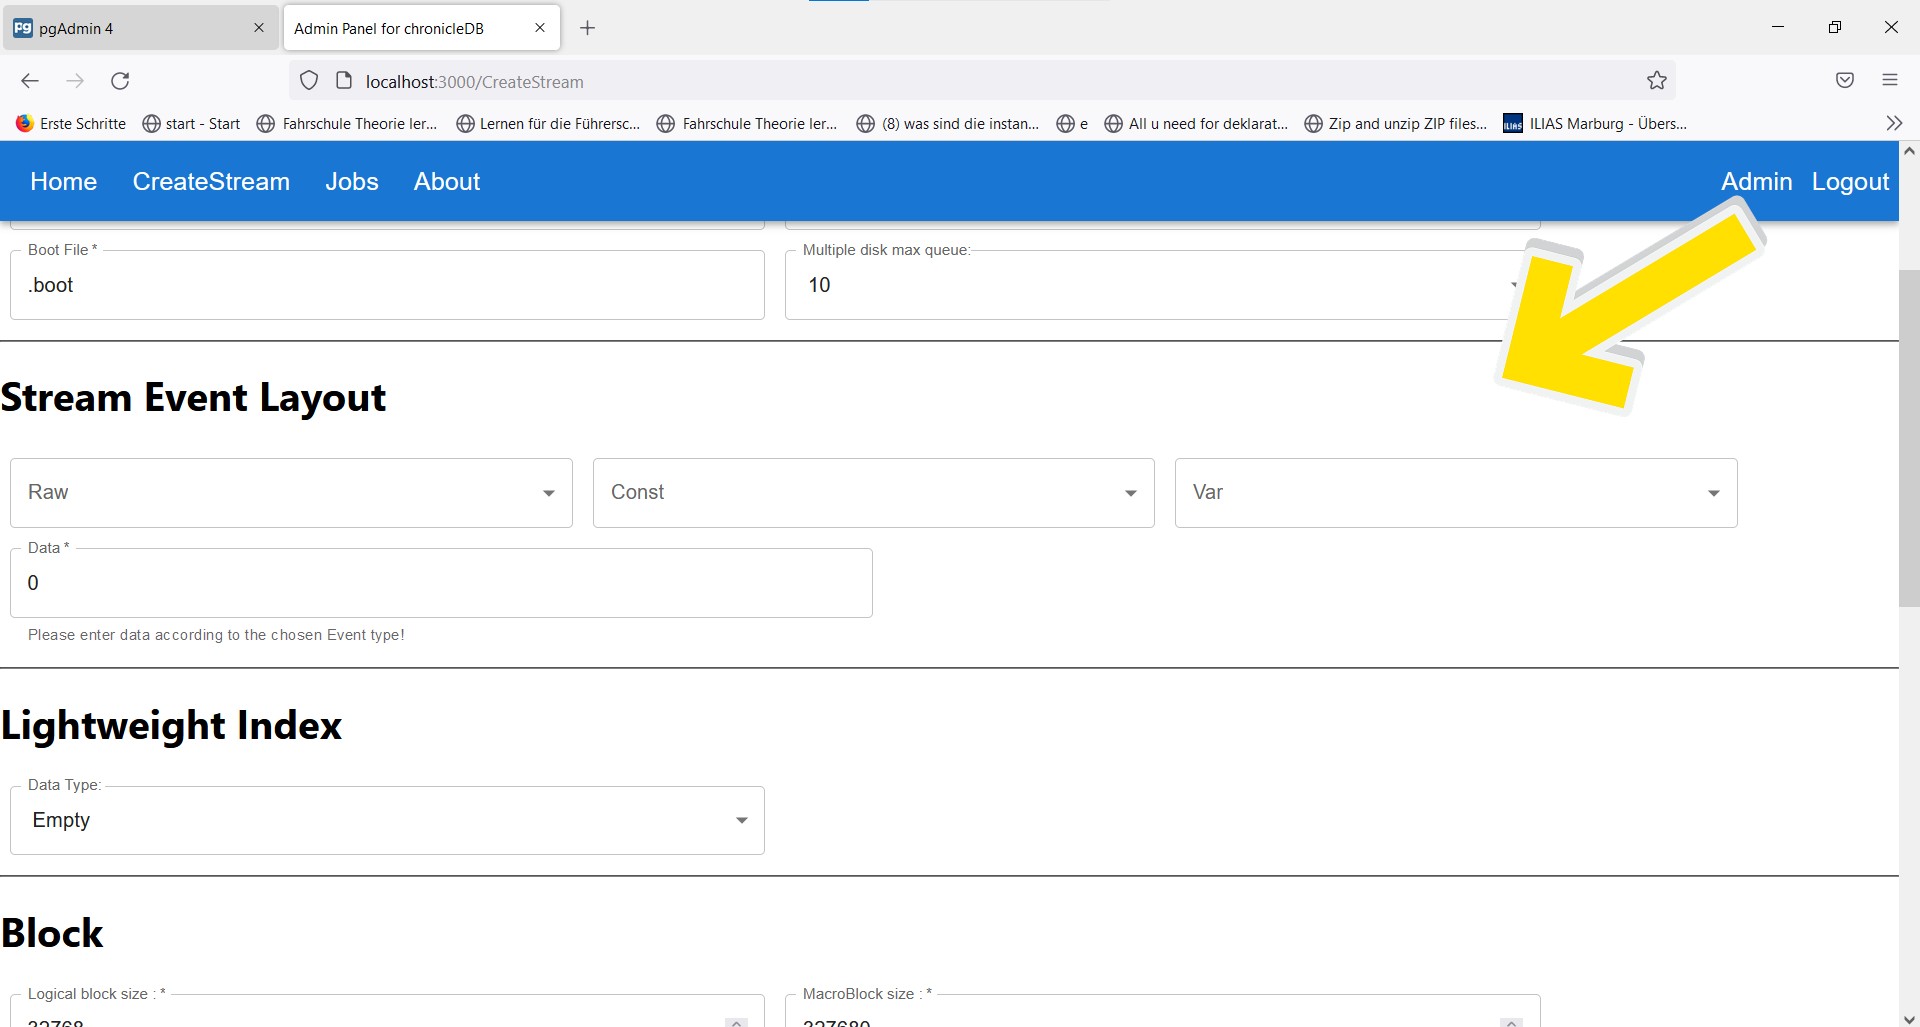 pg pgAdmin 4
Admin Panel for chronicleDB
localhost:3000/CreateStream
Erste Schritte start - Start Fahrschule Theorie ler... Lernen für die Führersc... Fahrschule Theorie ler... (8) was sind die instan... e All u need for deklarat... Zip and unzip ZIP files... ILIAS ILIAS Marburg - Übers...
Home CreateStream Jobs About Admin Logout
Boot File * Multiple disk max queue:
.boot 10
Stream Event Layout
Raw Const Var
Data *
0
Please enter data according to the chosen Event type!
Lightweight Index
Data Type:
Empty
Block
Logical block size : * MacroBlock size : *
32768 327680